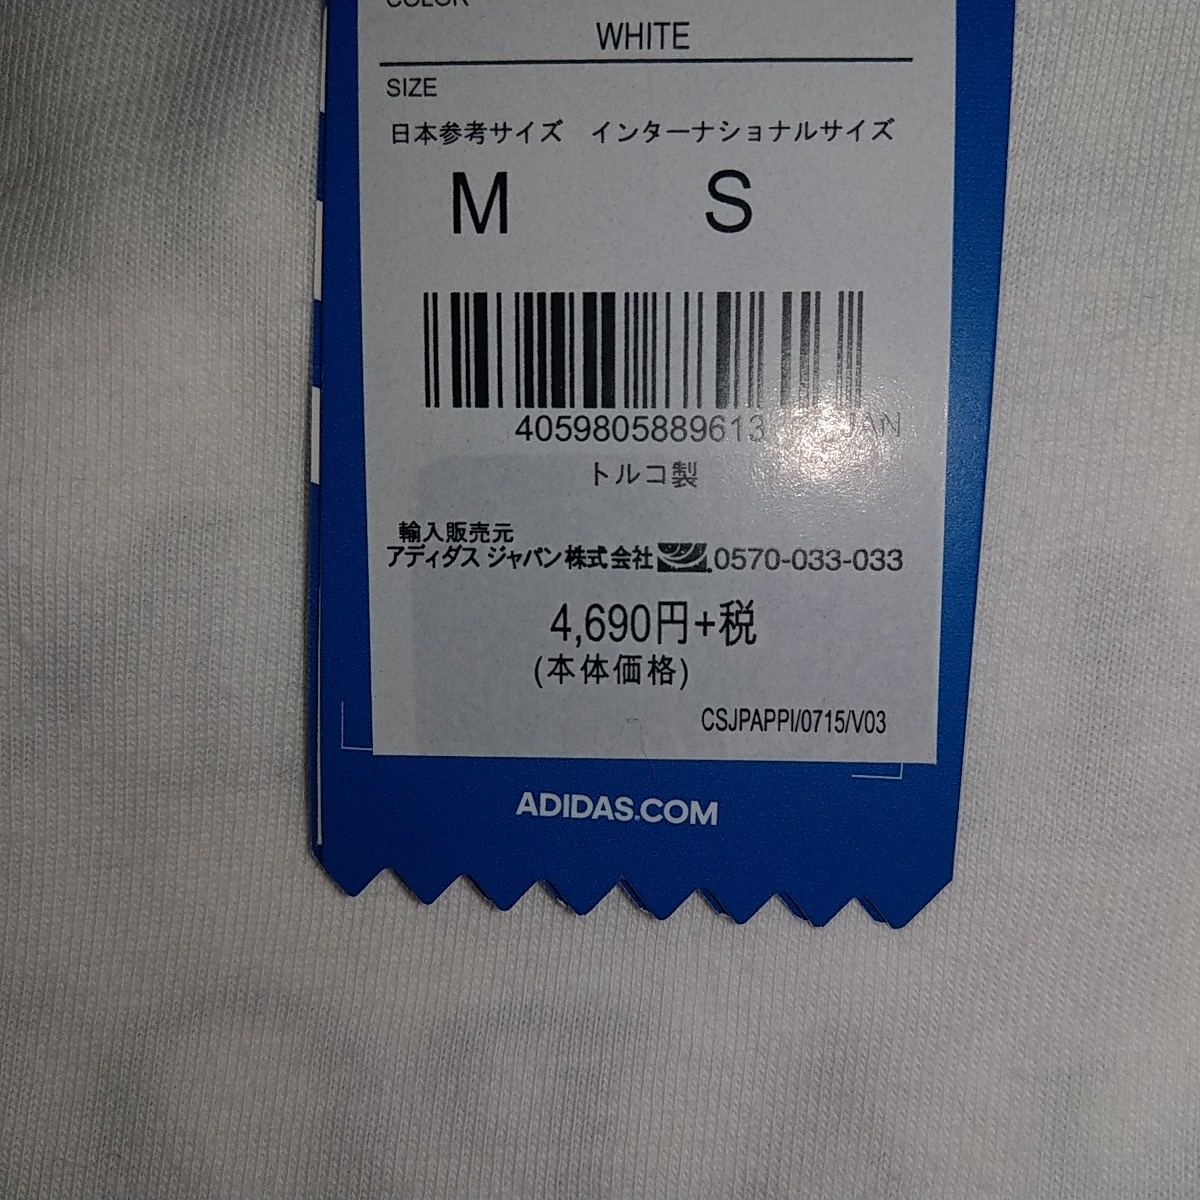 COLOR
WHITE
SIZE
日本参考サイズ インターナショナルサイズ
M S
4059805889613 JAN
トルコ製
輸入販売元
アディダス ジャパン株式会社 0570-033-033
4,690円+税
(本体価格)
CSJPAPPI/0715/V03
ADIDAS.COM